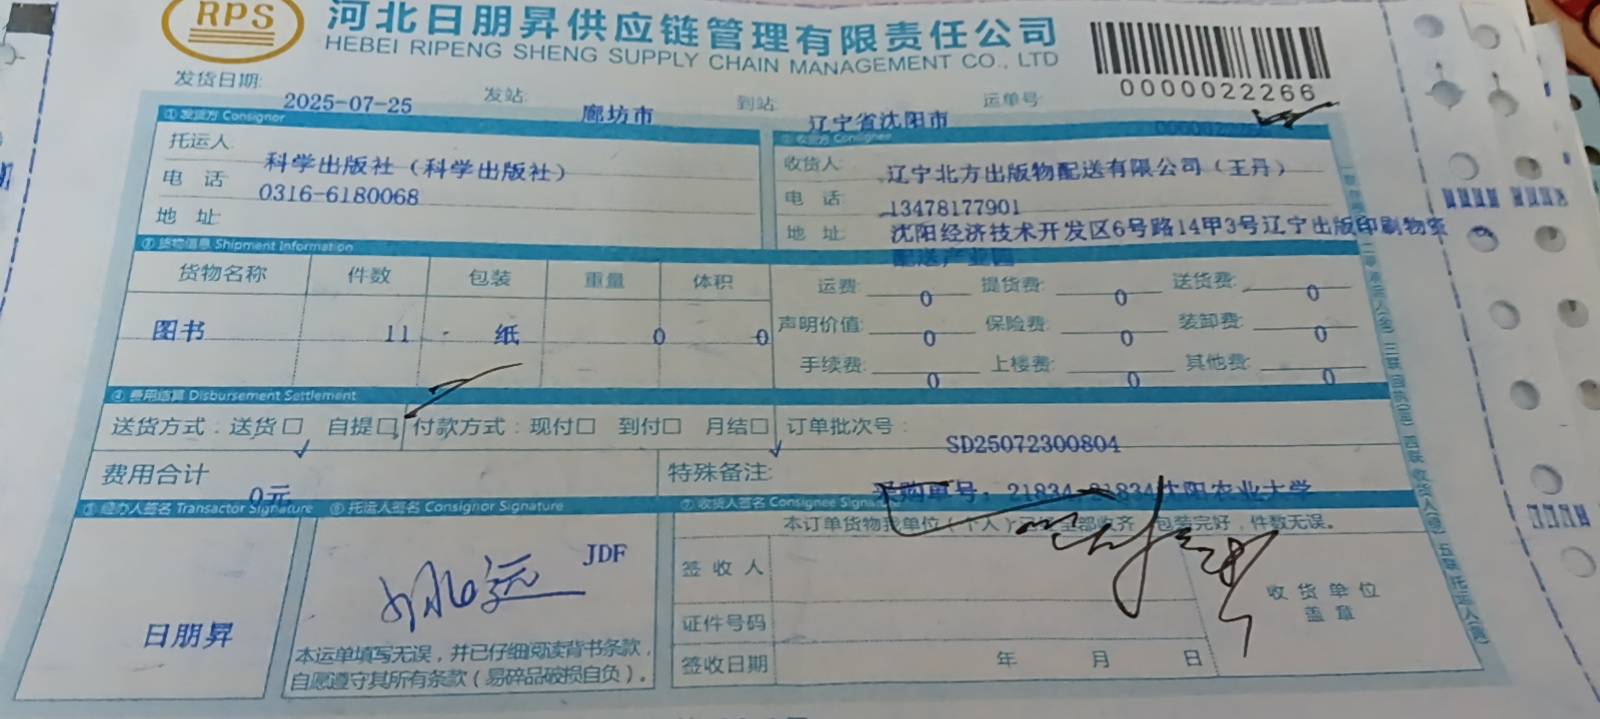 RPS
河北日朋昇供应链管理有限责任公司
HEBEI RIPENG SHENG SUPPLY CHAIN MANAGEMENT CO., LTD
0000022266
发货日期: 2025-07-25 发站: 廊坊市 到站: 辽宁省沈阳市 运单号:
①发货方 Consignor
托运人: 科学出版社（科学出版社）
电 话 0316-6180068
地 址:
②收货方 Consignee
收货人: 辽宁北方出版物配送有限公司（王丹）
电 话 13478177901
地 址: 沈阳经济技术开发区6号路14甲3号辽宁出版印刷物资
配送产业园
③货物信息 Shipment Information
货物名称 件数 包装 重量 体积
图书 11 - 纸 0 0
运费: 0 提货费: 0 送货费: 0
声明价值: 0 保险费: 0 装卸费: 0
手续费: 0 上楼费: 0 其他费: 0
④费用结算 Disbursement Settlement
送货方式: 送货□ 自提□ 付款方式: 现付□ 到付□ 月结□ 订单批次号: SD25072300804
费用合计 0元 特殊备注: 采购单号：21834-21834沈阳农业大学
⑤经办人签名 Transactor Signature
日朋昇
⑥托运人签名 Consignor Signature
JDF
本运单填写无误，并已仔细阅读背书条款，
自愿遵守其所有条款（易碎品破损自负）。
⑦收货人签名 Consignee Signature
本订单货物我单位（个人）已全部收齐，包装完好，件数无误。
签 收 人
证件号码
签收日期 年 月 日
收 货 单 位
盖 章